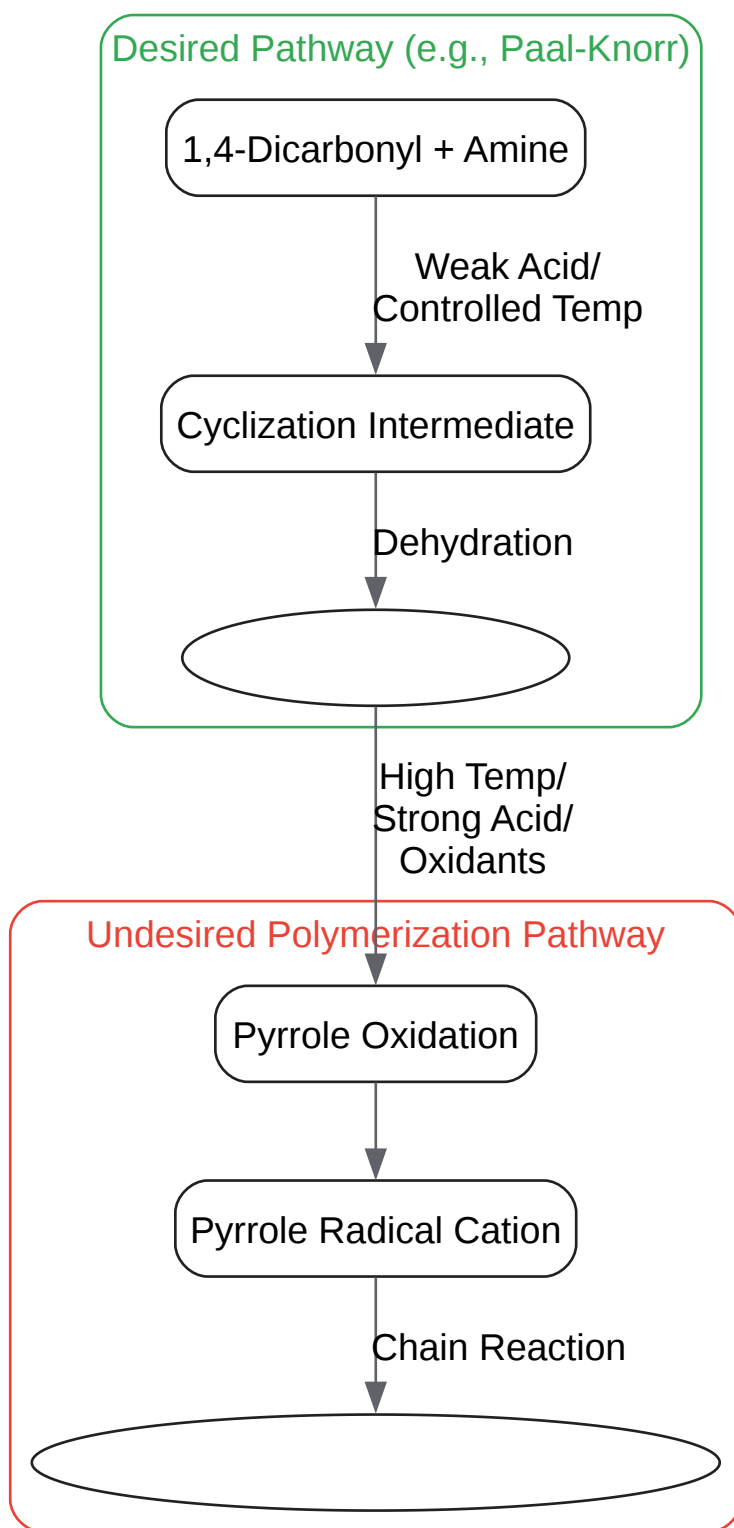 Desired Pathway (e.g., Paal-Knorr)
1,4-Dicarbonyl + Amine
Weak Acid/
Controlled Temp
Cyclization Intermediate
Dehydration
High Temp/
Strong Acid/
Oxidants
Undesired Polymerization Pathway
Pyrrole Oxidation
Pyrrole Radical Cation
Chain Reaction